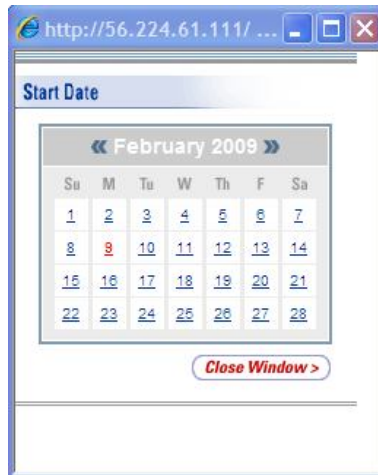 http://56.224.61.111/ ...
Start Date
« February 2009 »
Su M Tu W Th F Sa
1 2 3 4 5 6 7
8 9 10 11 12 13 14
15 16 17 18 19 20 21
22 23 24 25 26 27 28
Close Window >